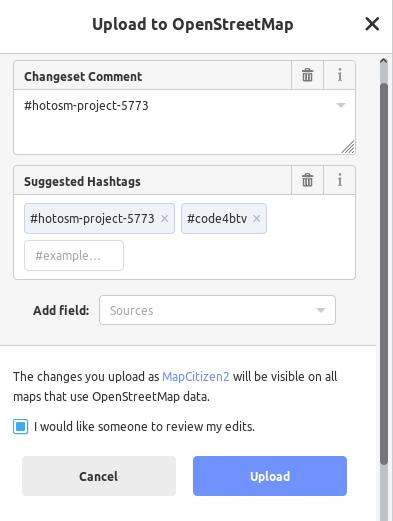 Upload to OpenStreetMap
Changeset Comment
#hotosm-project-5773
Suggested Hashtags
#hotosm-project-5773 × #code4btv ×
#example...
Add field: Sources
The changes you upload as MapCitizen2 will be visible on all
maps that use OpenStreetMap data.
I would like someone to review my edits.
Cancel Upload